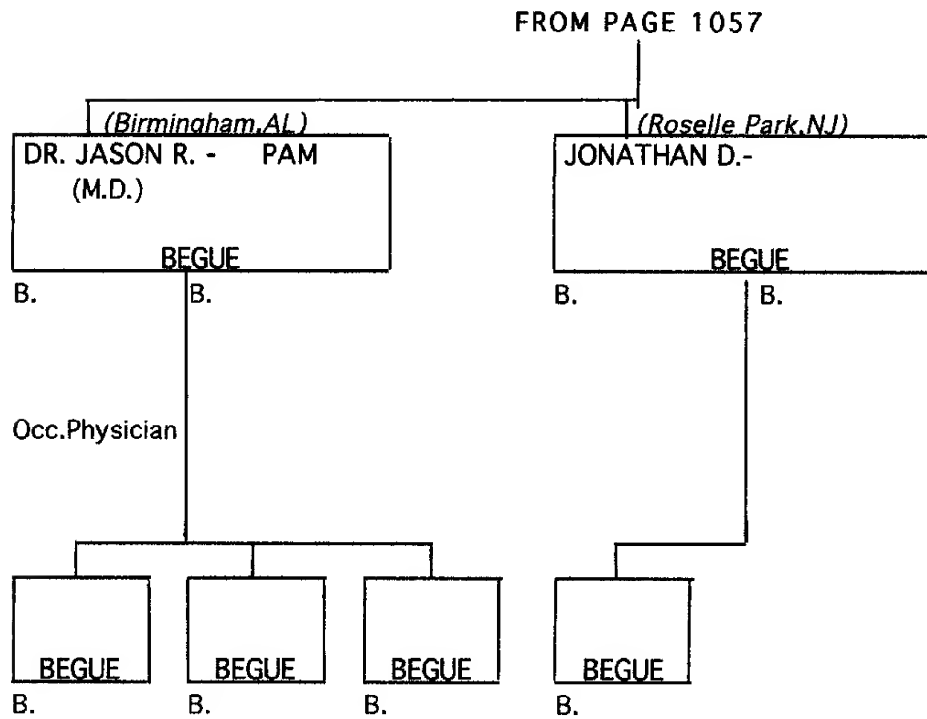 FROM PAGE 1057
(Birmingham,AL)
(Roselle Park,NJ)
DR. JASON R. - PAM
(M.D.)
BEGUE
JONATHAN D.-
BEGUE
B. B.
B. B.
Occ.Physician
BEGUE
BEGUE
BEGUE
BEGUE
B.
B.
B.
B.